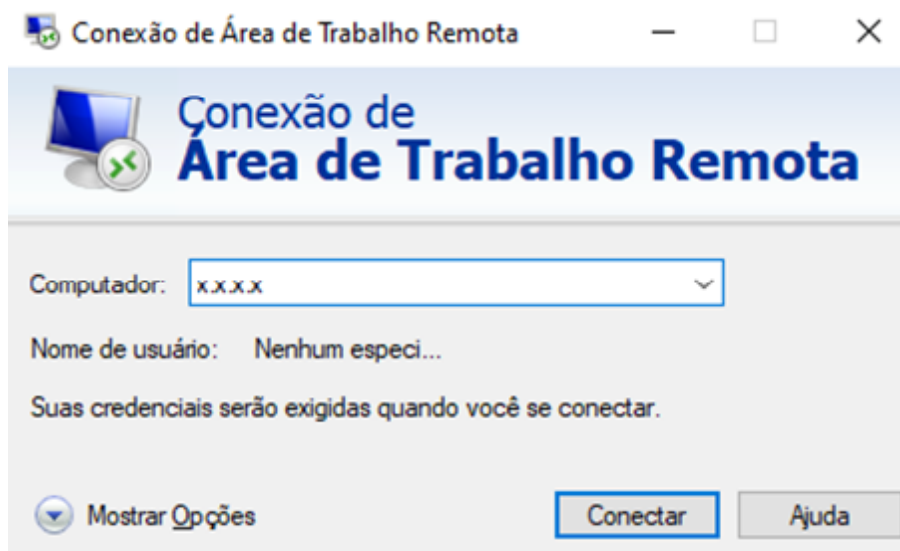 Conexão de Área de Trabalho Remota
Conexão de
Área de Trabalho Remota
Computador: x.x.x.x
Nome de usuário: Nenhum especi...
Suas credenciais serão exigidas quando você se conectar.
Mostrar Opções Conectar Ajuda